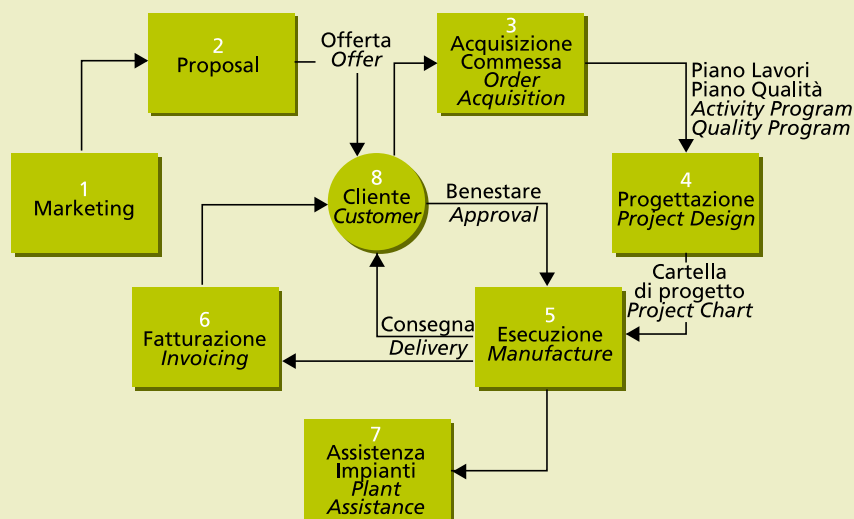 1
Marketing
2
Proposal
Offerta
Offer
3
Acquisizione
Commessa
Order
Acquisition
Piano Lavori
Piano Qualità
Activity Program
Quality Program
4
Progettazione
Project Design
Cartella
di progetto
Project Chart
8
Cliente
Customer
Benestare
Approval
5
Esecuzione
Manufacture
Consegna
Delivery
6
Fatturazione
Invoicing
7
Assistenza
Impianti
Plant
Assistance